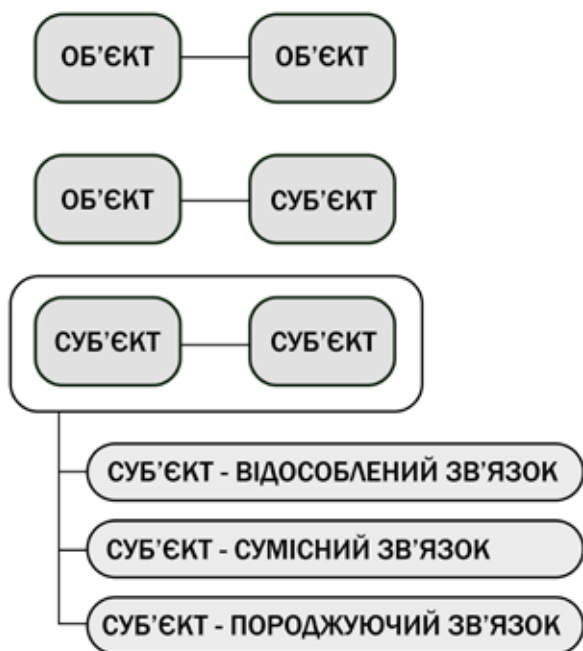 ОБ’ЄКТ ОБ’ЄКТ
ОБ’ЄКТ СУБ’ЄКТ
СУБ’ЄКТ СУБ’ЄКТ
СУБ’ЄКТ - ВІДОСОБЛЕНИЙ ЗВ’ЯЗОК
СУБ’ЄКТ - СУМІСНИЙ ЗВ’ЯЗОК
СУБ’ЄКТ - ПОРОДЖУЮЧИЙ ЗВ’ЯЗОК